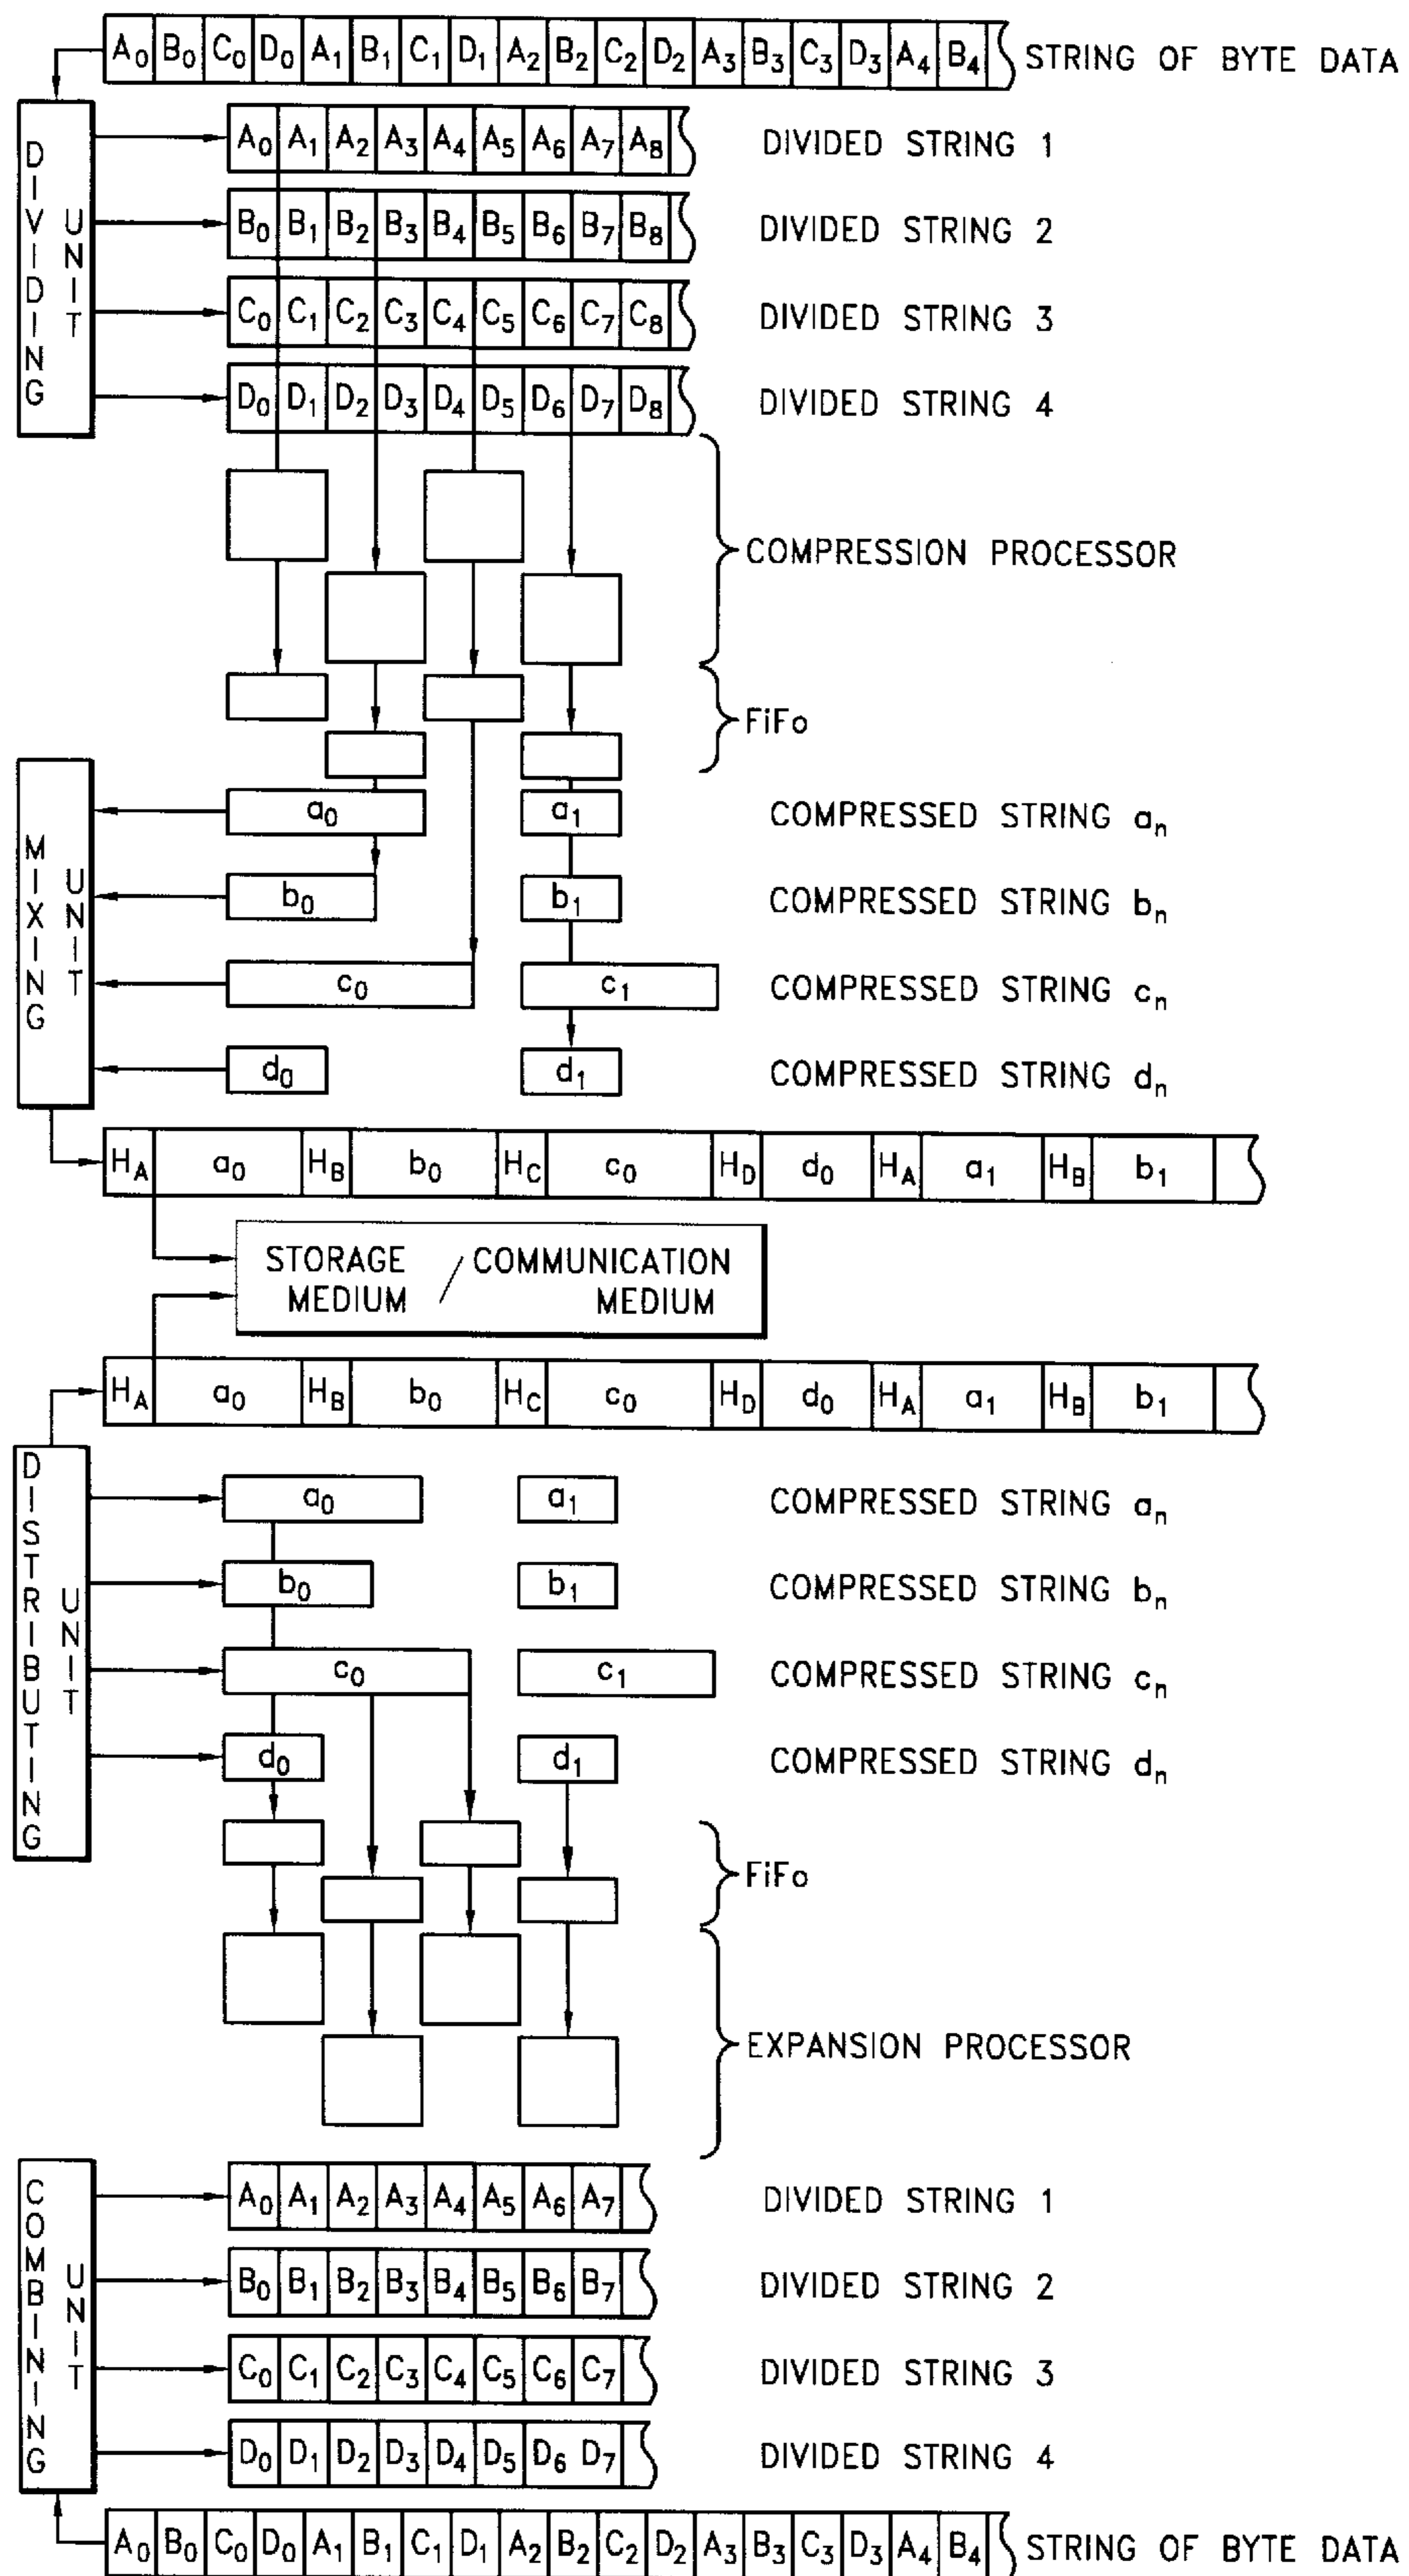 A0 B0 C0 D0 A1 B1 C1 D1 A2 B2 C2 D2 A3 B3 C3 D3 A4 B4 STRING OF BYTE DATA
DIVIDING UNIT
A0 A1 A2 A3 A4 A5 A6 A7 A8 DIVIDED STRING 1
B0 B1 B2 B3 B4 B5 B6 B7 B8 DIVIDED STRING 2
C0 C1 C2 C3 C4 C5 C6 C7 C8 DIVIDED STRING 3
D0 D1 D2 D3 D4 D5 D6 D7 D8 DIVIDED STRING 4
COMPRESSION PROCESSOR
FiFo
MIXING UNIT
a0 a1 COMPRESSED STRING an
b0 b1 COMPRESSED STRING bn
c0 c1 COMPRESSED STRING cn
d0 d1 COMPRESSED STRING dn
HA a0 HB b0 HC c0 HD d0 HA a1 HB b1
STORAGE / COMMUNICATION
MEDIUM MEDIUM
HA a0 HB b0 HC c0 HD d0 HA a1 HB b1
DISTRIBUTING UNIT
a0 a1 COMPRESSED STRING an
b0 b1 COMPRESSED STRING bn
c0 c1 COMPRESSED STRING cn
d0 d1 COMPRESSED STRING dn
FiFo
EXPANSION PROCESSOR
COMBINING UNIT
A0 A1 A2 A3 A4 A5 A6 A7 DIVIDED STRING 1
B0 B1 B2 B3 B4 B5 B6 B7 DIVIDED STRING 2
C0 C1 C2 C3 C4 C5 C6 C7 DIVIDED STRING 3
D0 D1 D2 D3 D4 D5 D6 D7 DIVIDED STRING 4
A0 B0 C0 D0 A1 B1 C1 D1 A2 B2 C2 D2 A3 B3 C3 D3 A4 B4 STRING OF BYTE DATA